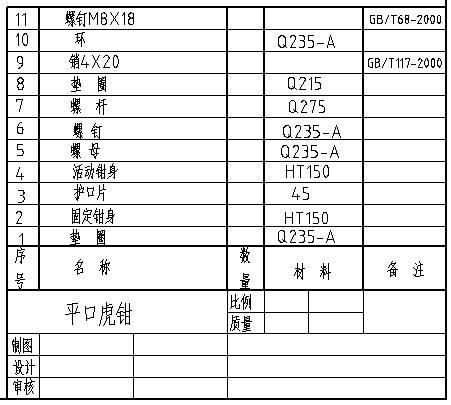 11 螺钉M8X18 GB/T68-2000
10 环 Q235-A
9 销4X20 GB/T117-2000
8 垫 圈 Q215
7 螺 杆 Q275
6 螺 钉 Q235-A
5 螺 母 Q235-A
4 活动钳身 HT150
3 护口片 45
2 固定钳身 HT150
1 垫 圈 Q235-A
序号 名 称 数量 材 料 备 注
平口虎钳 比例
质量
制图
设计
审核